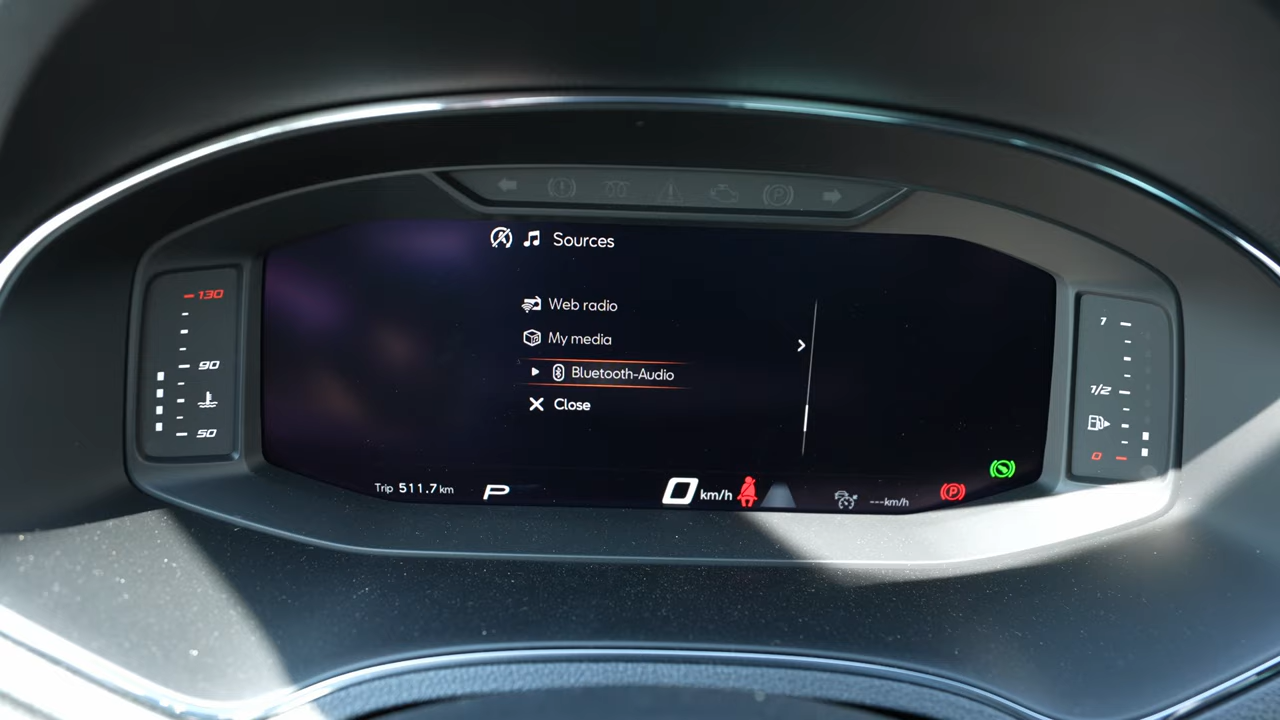 Sources
Web radio
My media
Bluetooth-Audio
Close
130
90
50
1
1/2
0
Trip 511.7 km
P
0 km/h
---km/h
P
P